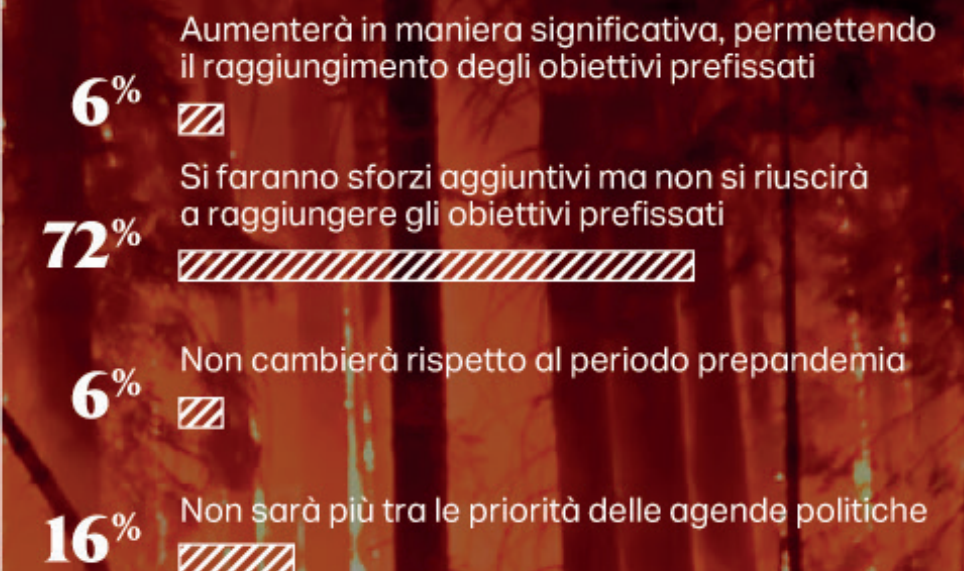 Aumenterà in maniera significativa, permettendo
il raggiungimento degli obiettivi prefissati
6%
Si faranno sforzi aggiuntivi ma non si riuscirà
a raggiungere gli obiettivi prefissati
72%
Non cambierà rispetto al periodo prepandemia
6%
Non sarà più tra le priorità delle agende politiche
16%